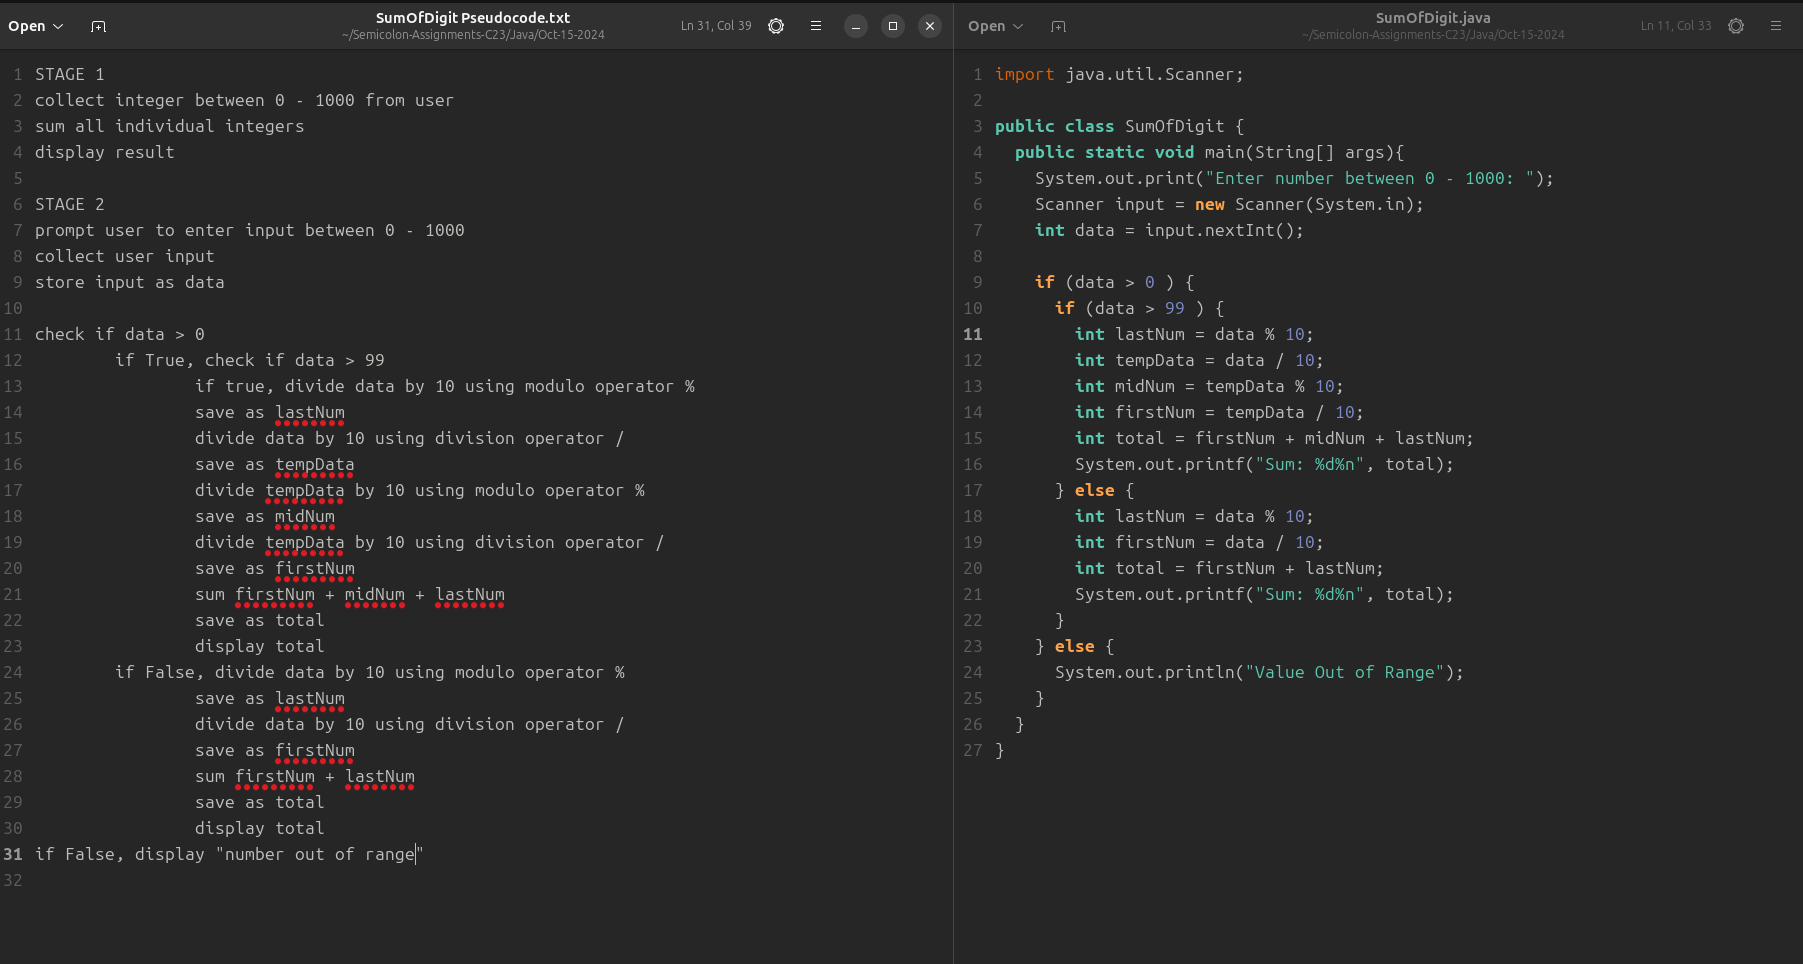 Open
SumOfDigit Pseudocode.txt
~/Semicolon-Assignments-C23/Java/Oct-15-2024
Ln 31, Col 39
1 STAGE 1
2 collect integer between 0 - 1000 from user
3 sum all individual integers
4 display result
5
6 STAGE 2
7 prompt user to enter input between 0 - 1000
8 collect user input
9 store input as data
10
11 check if data > 0
12 if True, check if data > 99
13 if true, divide data by 10 using modulo operator %
14 save as lastNum
15 divide data by 10 using division operator /
16 save as tempData
17 divide tempData by 10 using modulo operator %
18 save as midNum
19 divide tempData by 10 using division operator /
20 save as firstNum
21 sum firstNum + midNum + lastNum
22 save as total
23 display total
24 if False, divide data by 10 using modulo operator %
25 save as lastNum
26 divide data by 10 using division operator /
27 save as firstNum
28 sum firstNum + lastNum
29 save as total
30 display total
31 if False, display "number out of range"
32
Open
SumOfDigit.java
~/Semicolon-Assignments-C23/Java/Oct-15-2024
Ln 11, Col 33
1 import java.util.Scanner;
2
3 public class SumOfDigit {
4 public static void main(String[] args){
5 System.out.print("Enter number between 0 - 1000: ");
6 Scanner input = new Scanner(System.in);
7 int data = input.nextInt();
8
9 if (data > 0 ) {
10 if (data > 99 ) {
11 int lastNum = data % 10;
12 int tempData = data / 10;
13 int midNum = tempData % 10;
14 int firstNum = tempData / 10;
15 int total = firstNum + midNum + lastNum;
16 System.out.printf("Sum: %d%n", total);
17 } else {
18 int lastNum = data % 10;
19 int firstNum = data / 10;
20 int total = firstNum + lastNum;
21 System.out.printf("Sum: %d%n", total);
22 }
23 } else {
24 System.out.println("Value Out of Range");
25 }
26 }
27 }